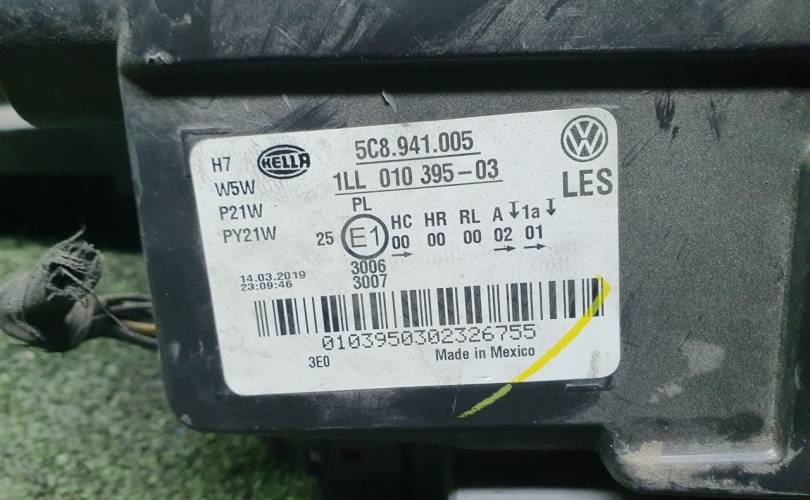 5C8.941.005
H7 HELLA 1LL 010 395-03 VW
W5W LES
P21W PL HC HR RL A 1a
PY21W 25 E1 00 00 00 02 01
3006
3007
14.03.2019
23:09:46
0103950302326755
3E0 Made in Mexico